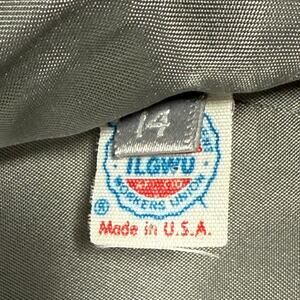 14
ILGWU
WORKERS UNION
®
Made in U.S.A.